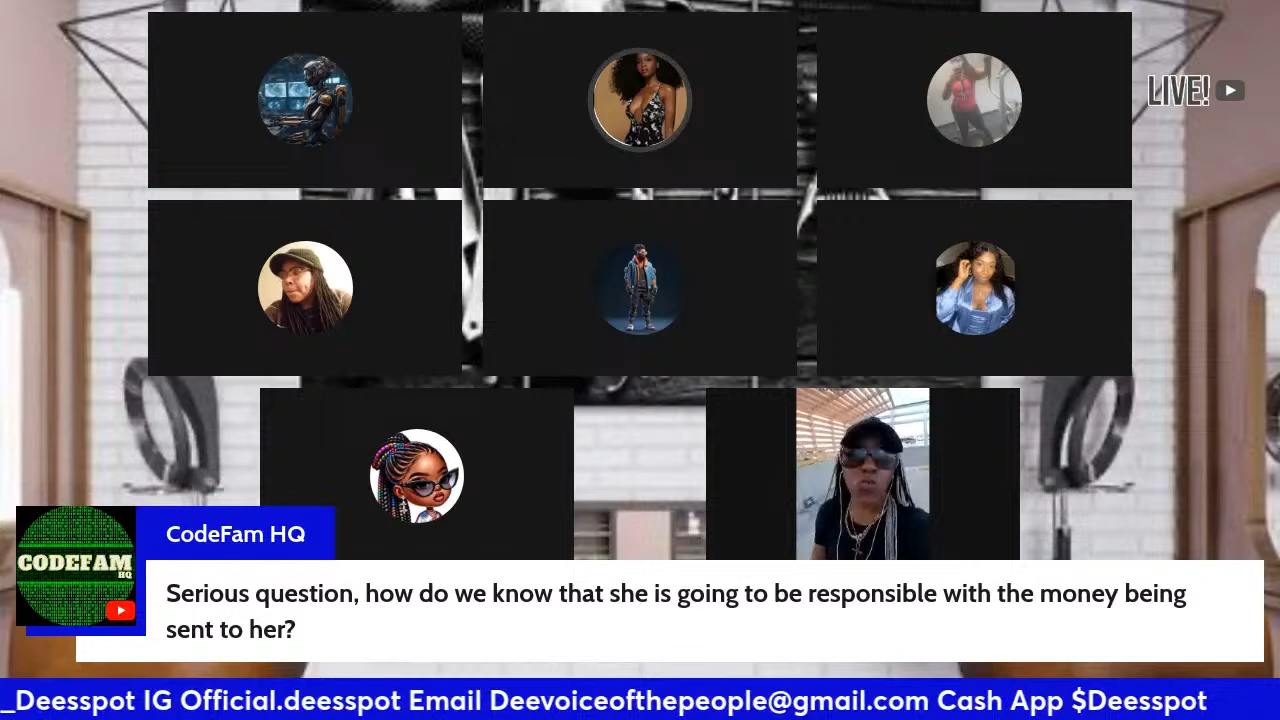 LIVE!
CodeFam HQ
CODEFAM
HQ
Serious question, how do we know that she is going to be responsible with the money being
sent to her?
_Deesspot IG Official.deesspot Email Deevoiceofthepeople@gmail.com Cash App $Deesspot